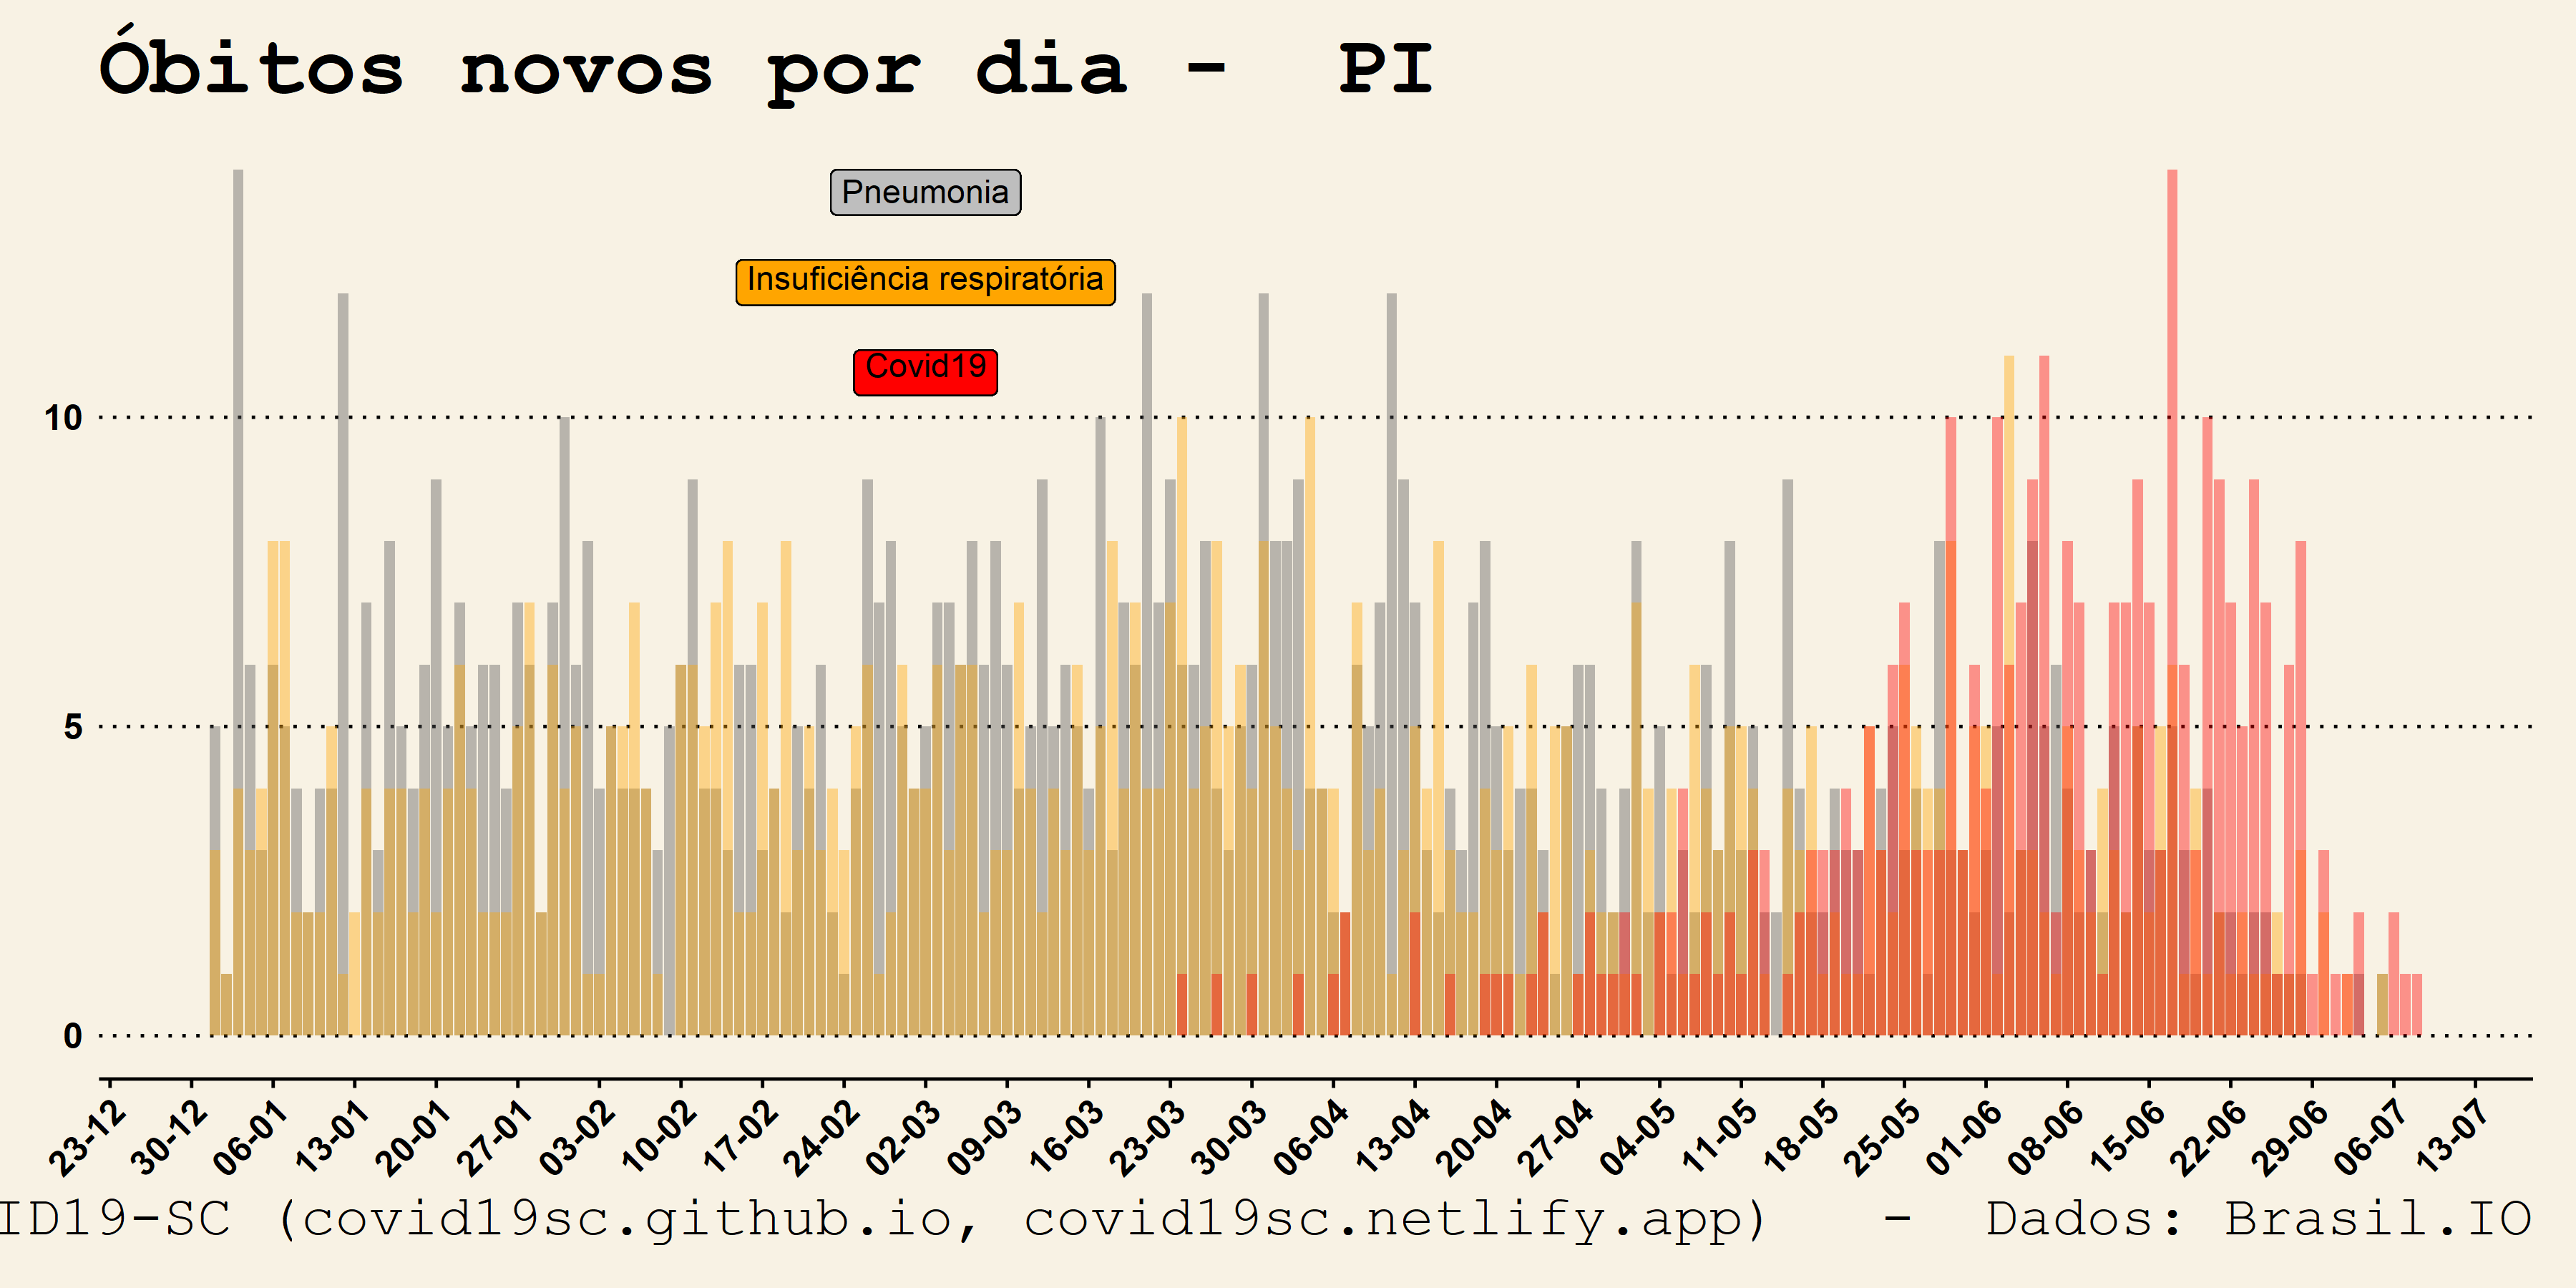 Óbitos novos por dia - PI
Pneumonia
Insuficiência respiratória
Covid19
10
5
0
23-12 30-12 06-01 13-01 20-01 27-01 03-02 10-02 17-02 24-02 02-03 09-03 16-03 23-03 30-03 06-04 13-04 20-04 27-04 04-05 11-05 18-05 25-05 01-06 08-06 15-06 22-06 29-06 06-07 13-07
ID19-SC (covid19sc.github.io, covid19sc.netlify.app) - Dados: Brasil.IO